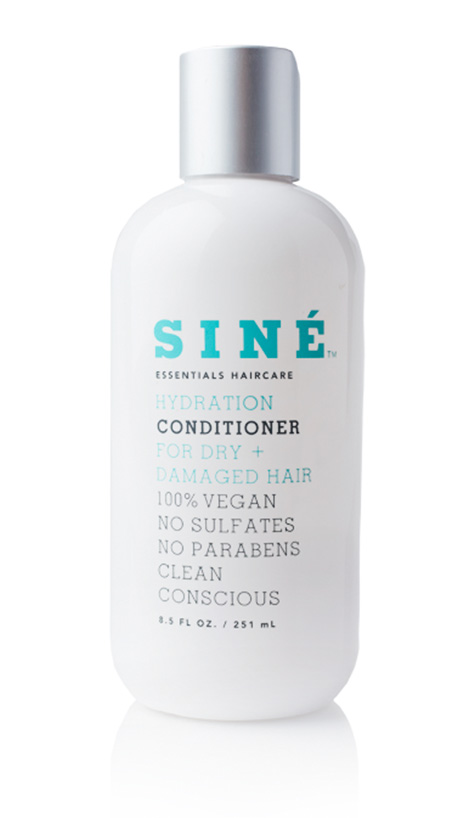 SINÉ™
ESSENTIALS HAIRCARE
HYDRATION
CONDITIONER
FOR DRY +
DAMAGED HAIR
100% VEGAN
NO SULFATES
NO PARABENS
CLEAN
CONSCIOUS
8.5 FL OZ. / 251 mL